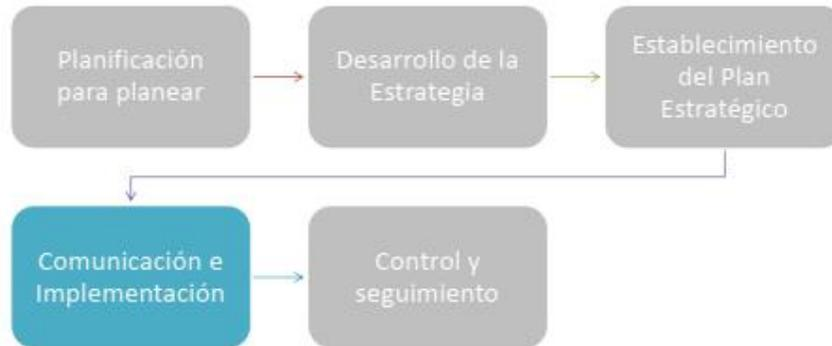 Planificación
para planear
Desarrollo de la
Estrategia
Establecimiento
del Plan
Estratégico
Comunicación e
Implementación
Control y
seguimiento